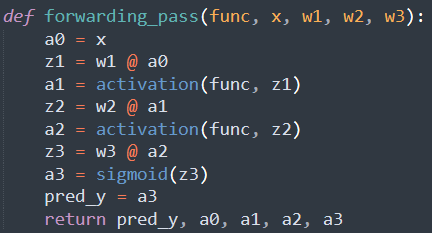 def forwarding_pass(func, x, w1, w2, w3):
    a0 = x
    z1 = w1 @ a0
    a1 = activation(func, z1)
    z2 = w2 @ a1
    a2 = activation(func, z2)
    z3 = w3 @ a2
    a3 = sigmoid(z3)
    pred_y = a3
    return pred_y, a0, a1, a2, a3